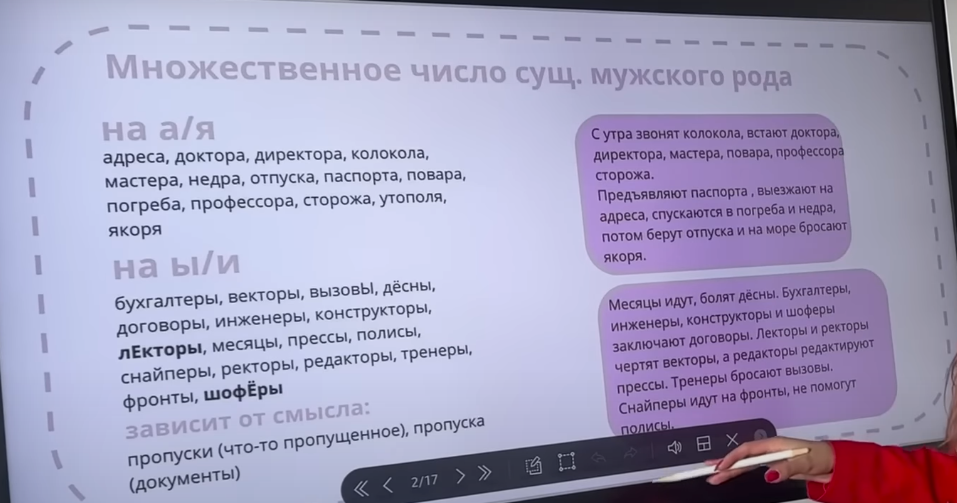 Множественное число сущ. мужского рода
на а/я
адреса, доктора, директора, колокола,
мастера, недра, отпуска, паспорта, повара,
погреба, профессора, сторожа, утополя,
якоря
на ы/и
бухгалтеры, векторы, вызовЫ, дёсны,
договоры, инженеры, конструкторы,
лЕкторы, месяцы, прессы, полисы,
снайперы, ректоры, редакторы, тренеры,
фронты, шофЁры
зависит от смысла:
пропуски (что-то пропущенное), пропуска
(документы)
С утра звонят колокола, встают доктора,
директора, мастера, повара, профессора
сторожа.
Предъявляют паспорта , выезжают на
адреса, спускаются в погреба и недра,
потом берут отпуска и на море бросают
якоря.
Месяцы идут, болят дёсны. Бухгалтеры,
инженеры, конструкторы и шоферы
заключают договоры. Лекторы и ректоры
чертят векторы, а редакторы редактируют
прессы. Тренеры бросают вызовы.
Снайперы идут на фронты, не помогут
полисы.
2/17